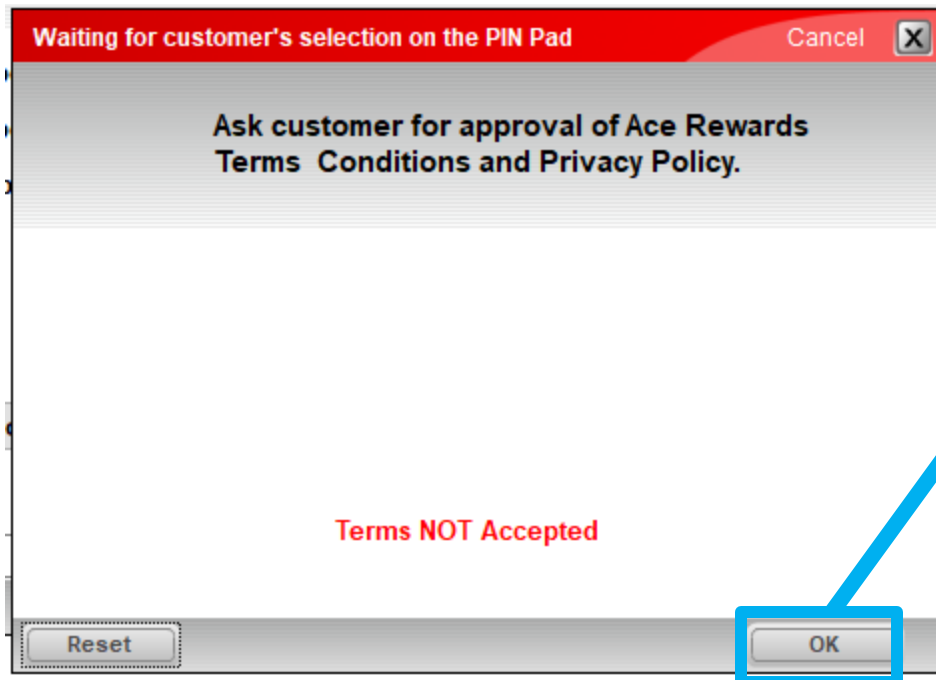 Waiting for customer's selection on the PIN Pad Cancel X
Ask customer for approval of Ace Rewards
Terms  Conditions and Privacy Policy.
Terms NOT Accepted
Reset OK